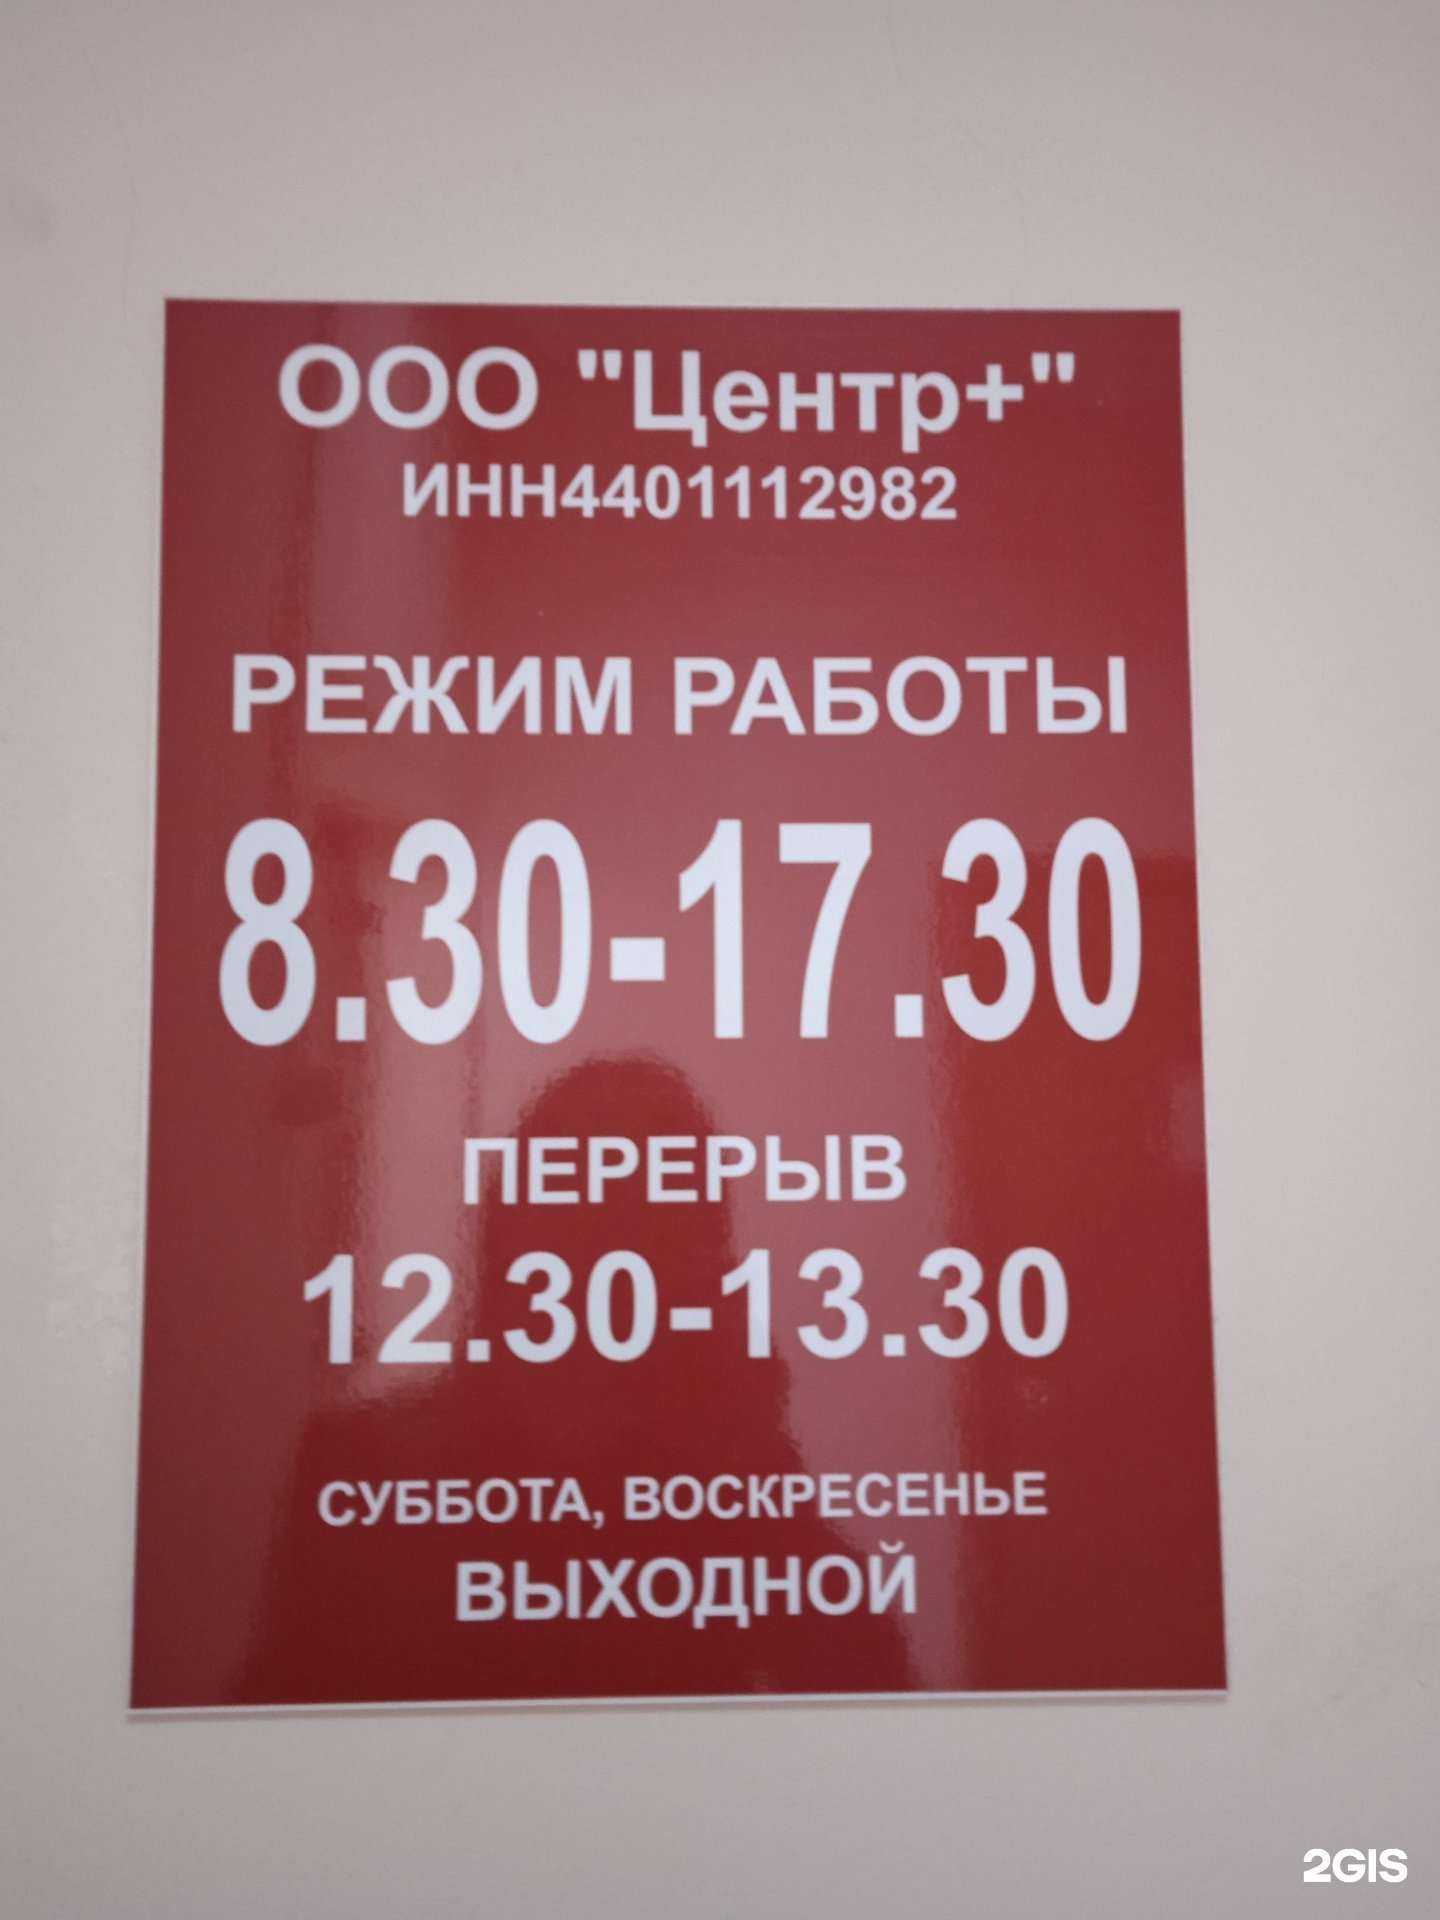 ООО "Центр+"
ИНН4401112982
РЕЖИМ РАБОТЫ
8.30-17.30
ПЕРЕРЫВ
12.30-13.30
СУББОТА, ВОСКРЕСЕНЬЕ
ВЫХОДНОЙ
2GIS